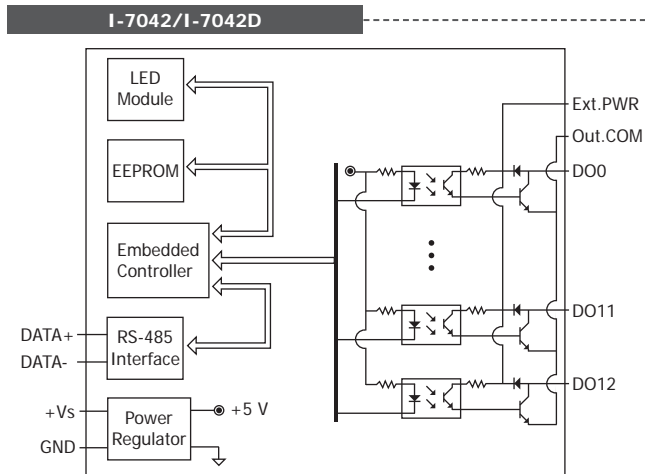 I-7042/I-7042D
LED
Module
EEPROM
Embedded
Controller
RS-485
Interface
DATA+
DATA-
Power
Regulator
+Vs
GND
+5 V
Ext.PWR
Out.COM
DO0
DO11
DO12